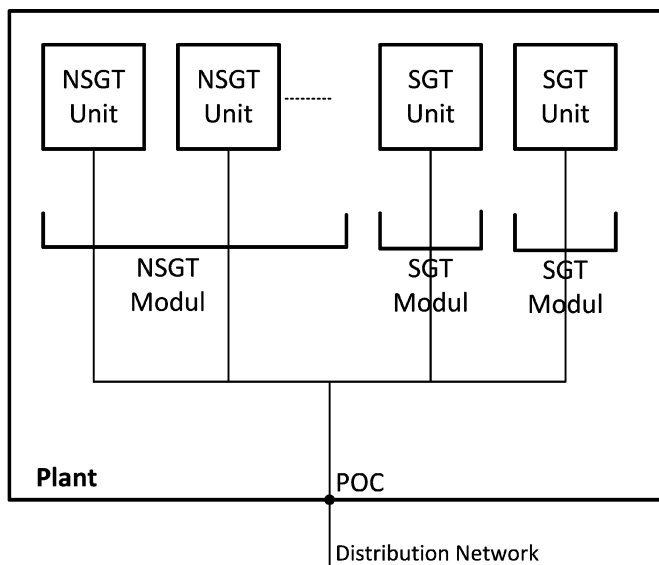 NSGT
Unit
NSGT
Unit
SGT
Unit
SGT
Unit
NSGT
Modul
SGT
Modul
SGT
Modul
Plant
POC
Distribution Network